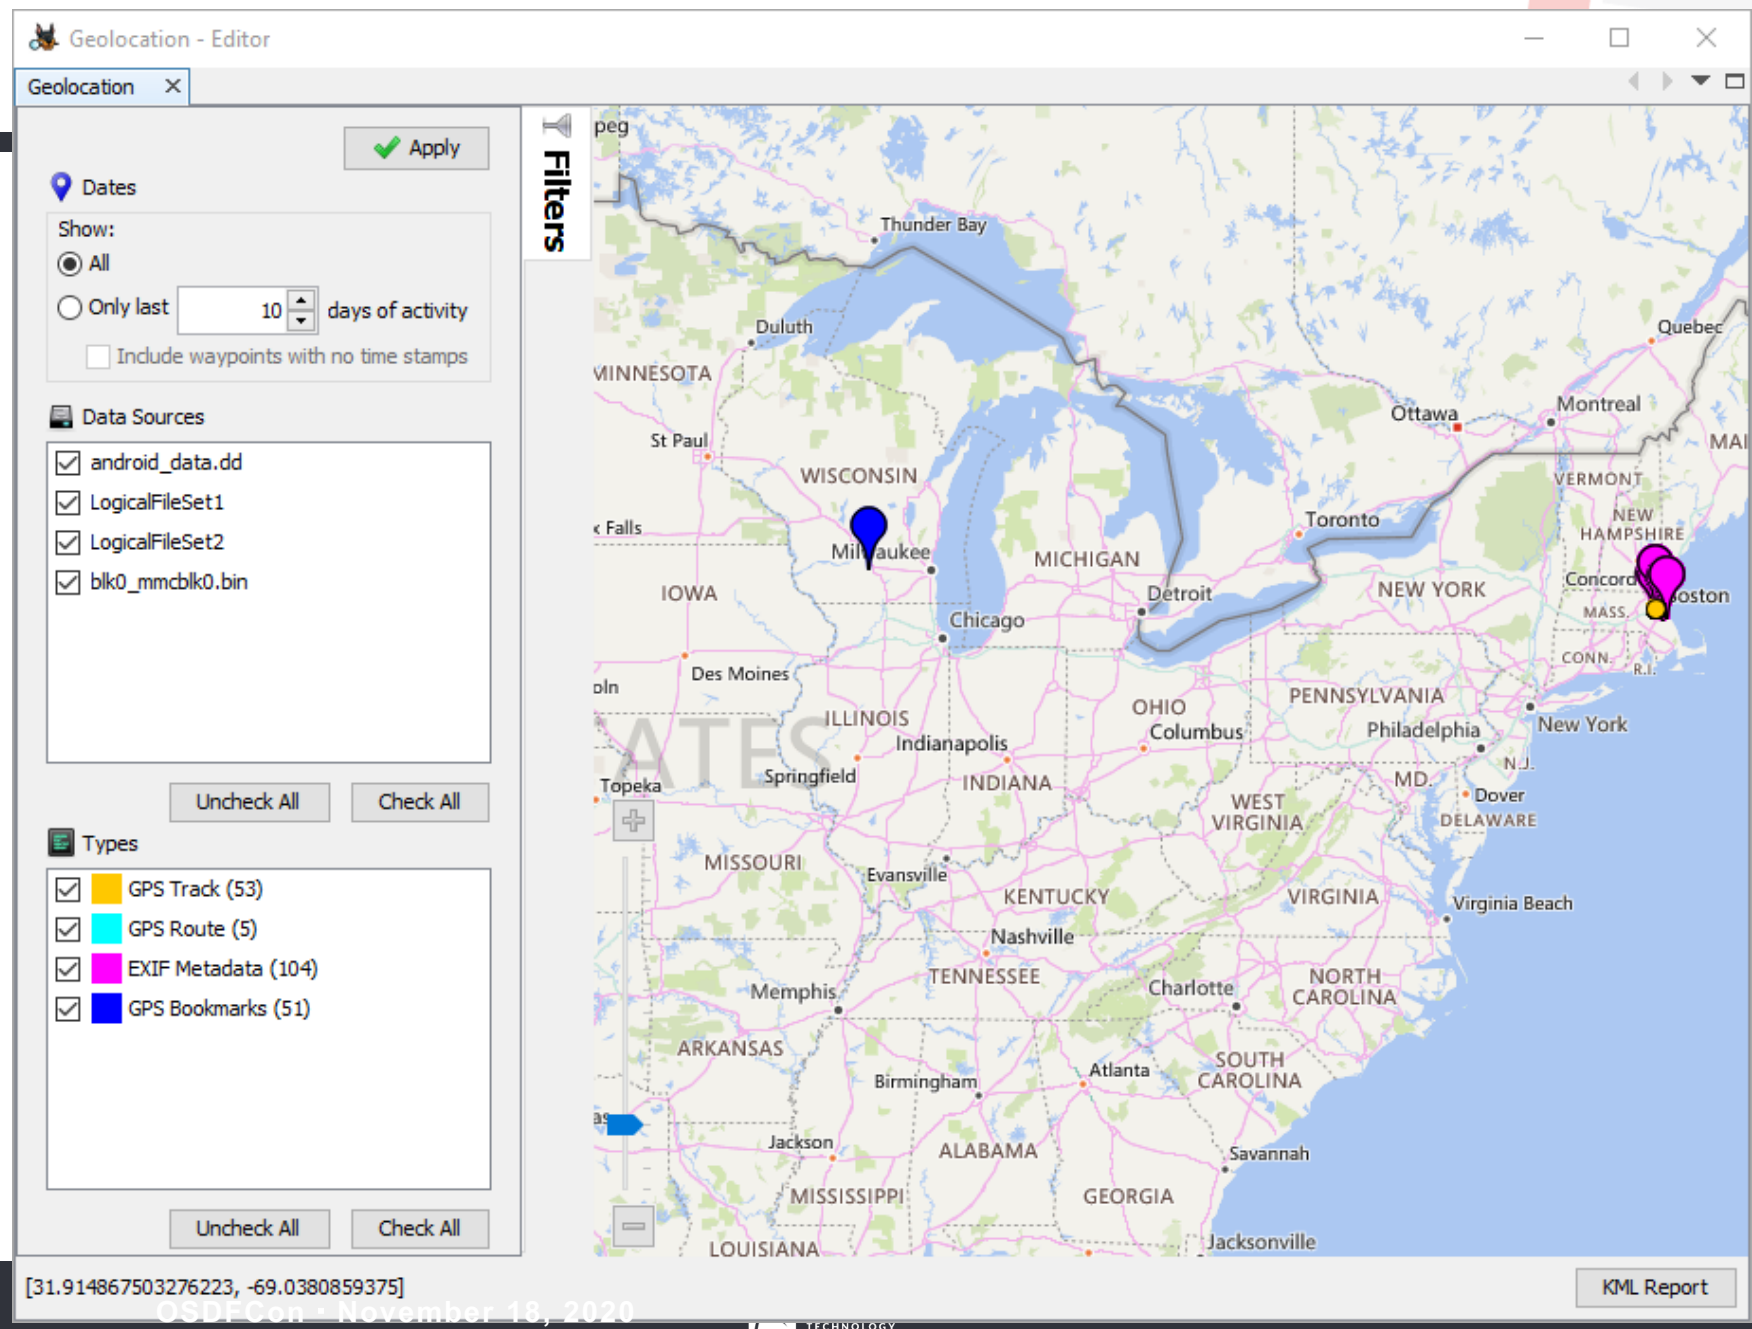 Geolocation - Editor
Geolocation
Apply
Dates
Show:
All
Only last 10 days of activity
Include waypoints with no time stamps
Data Sources
android_data.dd
LogicalFileSet1
LogicalFileSet2
blk0_mmcblk0.bin
Uncheck All Check All
Types
GPS Track (53)
GPS Route (5)
EXIF Metadata (104)
GPS Bookmarks (51)
Uncheck All Check All
Filters
peg
Thunder Bay
Quebec
Duluth
MINNESOTA
Montreal
Ottawa
St Paul
MAI
WISCONSIN
VERMONT
NEW
HAMPSHIRE
Toronto
x Falls
Milwaukee
MICHIGAN
Concord
IOWA
Detroit
NEW YORK
oston
MASS.
Chicago
CONN.
R.I.
Des Moines
oln
PENNSYLVANIA
OHIO
ILLINOIS
Columbus
Philadelphia
New York
ATES
Indianapolis
N.J.
Springfield
INDIANA
MD.
Topeka
Dover
WEST
VIRGINIA
DELAWARE
MISSOURI
Evansville
KENTUCKY
VIRGINIA
Virginia Beach
Nashville
TENNESSEE
NORTH
CAROLINA
Memphis
Charlotte
ARKANSAS
SOUTH
CAROLINA
Atlanta
Birmingham
as
Jackson
ALABAMA
Savannah
MISSISSIPPI
GEORGIA
Jacksonville
LOUISIANA
[31.914867503276223, -69.0380859375]
KML Report
OSDFCon · November 18, 2020
TECHNOLOGY